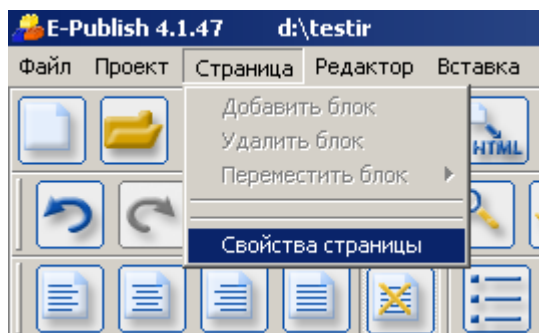 E-Publish 4.1.47 d:\testir
Файл Проект Страница Редактор Вставка
Добавить блок
Удалить блок
Переместить блок
Свойства страницы
HTML